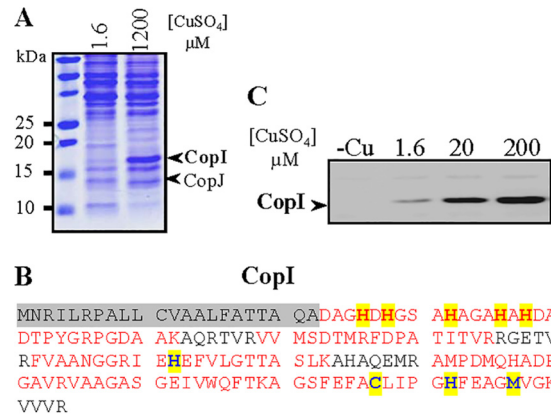 A
[CuSO4]
µM
1.6
1200
kDa
25
20
15
10
CopI
CopJ
C
[CuSO4]
µM
-Cu 1.6 20 200
CopI
B CopI
MNRILRPALL CVAALFATTA QADAGHDHGS AHAGAHAHDA
DTPYGRPGDA AKAQRTVRVV MSDTMRFDPA TITVRRGETV
RFVAANGGRI EHEFVLGTTA SLKAHAQEMR AMPDMQHADE
GAVRVAAGAS GEIVWQFTKA GSFEFACLIP GHFEAGMVGK
VVVR